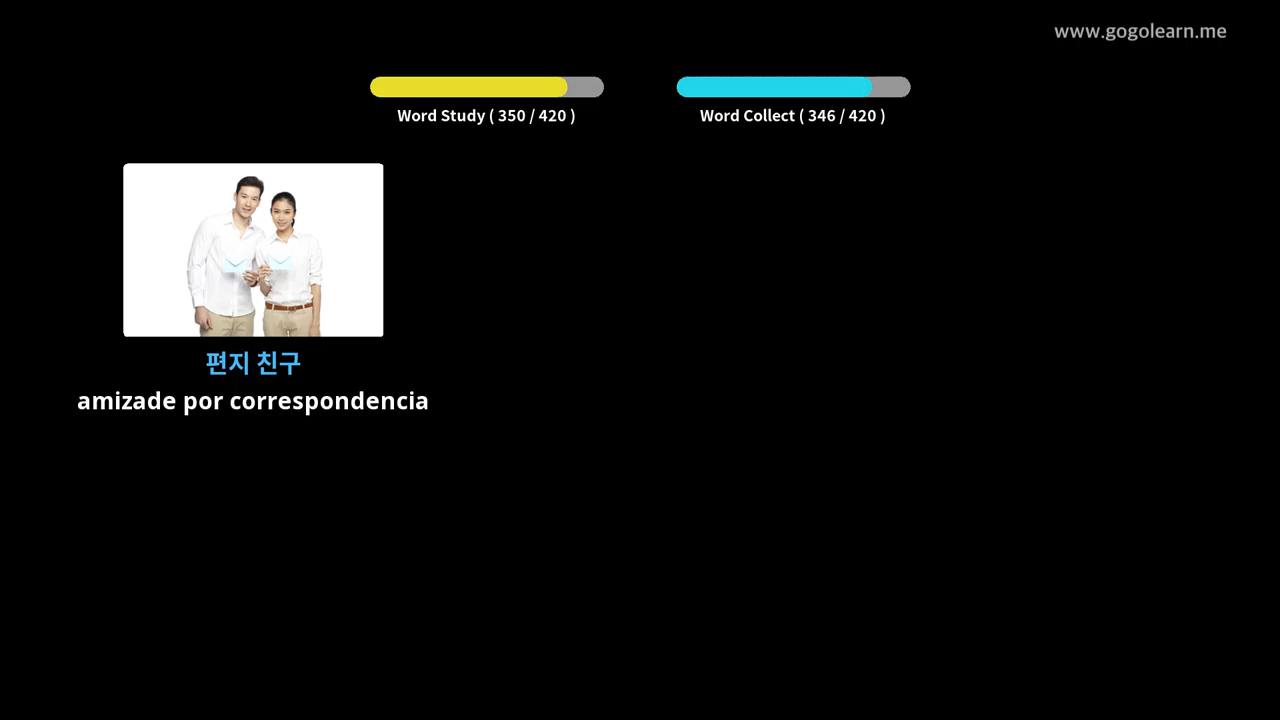 www.gogolearn.me
Word Study ( 350 / 420 )
Word Collect ( 346 / 420 )
편지 친구
amizade por correspondencia